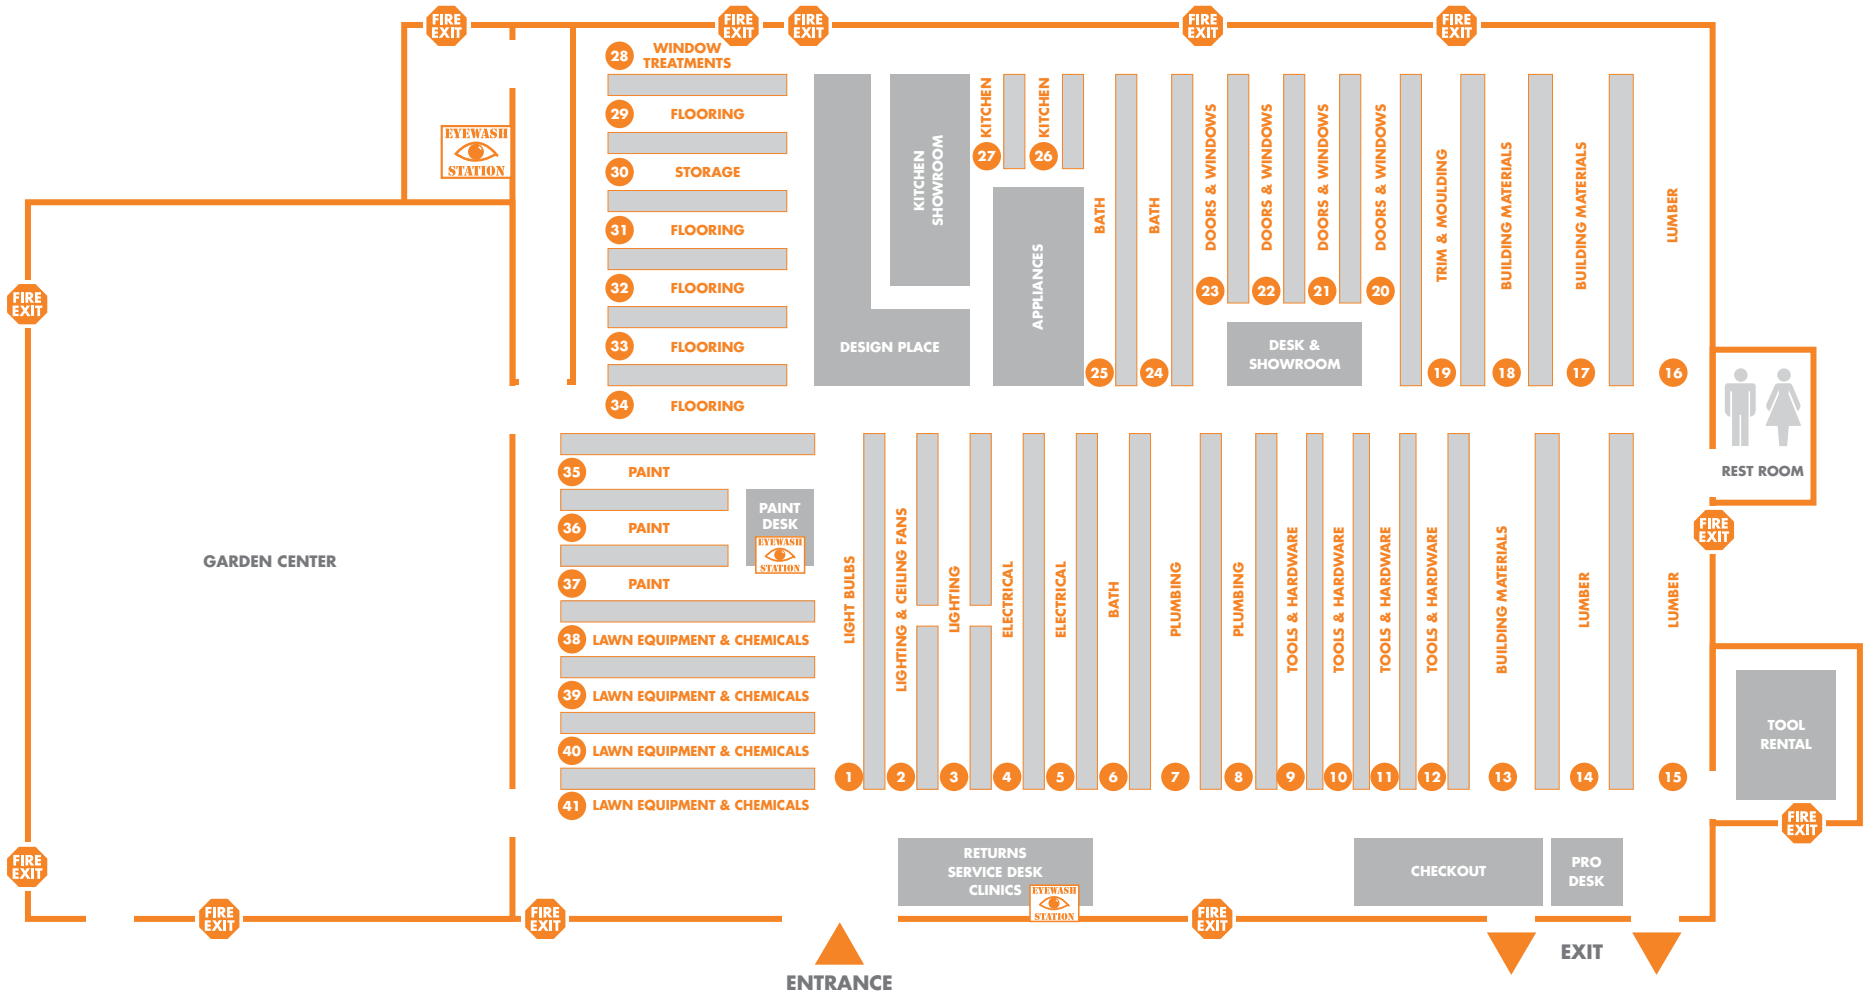 FIRE
EXIT
FIRE
EXIT
FIRE
EXIT
FIRE
EXIT
FIRE
EXIT
28 WINDOW
TREATMENTS
29 FLOORING
EYEWASH
STATION
30 STORAGE
31 FLOORING
32 FLOORING
33 FLOORING
34 FLOORING
KITCHEN
SHOWROOM
DESIGN PLACE
KITCHEN
27
KITCHEN
26
APPLIANCES
BATH
25
BATH
24
DOORS & WINDOWS
23
DOORS & WINDOWS
22
DOORS & WINDOWS
21
DOORS & WINDOWS
20
DESK &
SHOWROOM
TRIM & MOULDING
19
BUILDING MATERIALS
18
BUILDING MATERIALS
17
LUMBER
16
FIRE
EXIT
REST ROOM
FIRE
EXIT
GARDEN CENTER
35 PAINT
36 PAINT
37 PAINT
PAINT
DESK
EYEWASH
STATION
38 LAWN EQUIPMENT & CHEMICALS
39 LAWN EQUIPMENT & CHEMICALS
40 LAWN EQUIPMENT & CHEMICALS
41 LAWN EQUIPMENT & CHEMICALS
LIGHT BULBS
1
LIGHTING & CEILING FANS
2
LIGHTING
3
ELECTRICAL
4
ELECTRICAL
5
BATH
6
PLUMBING
7
PLUMBING
8
TOOLS & HARDWARE
9
TOOLS & HARDWARE
10
TOOLS & HARDWARE
11
TOOLS & HARDWARE
12
BUILDING MATERIALS
13
LUMBER
14
LUMBER
15
TOOL
RENTAL
FIRE
EXIT
FIRE
EXIT
RETURNS
SERVICE DESK
CLINICS
EYEWASH
STATION
CHECKOUT
PRO
DESK
FIRE
EXIT
FIRE
EXIT
FIRE
EXIT
EXIT
ENTRANCE